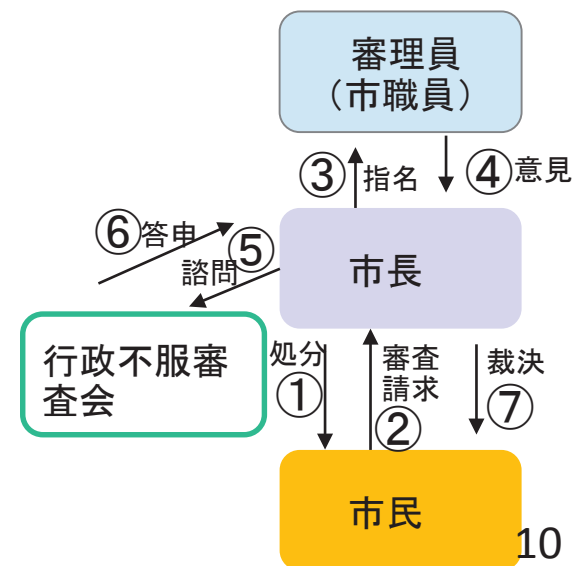 審理員
（市職員）
③指名
④意見
⑥答申
⑤
諮問
市長
行政不服審
査会
処分
①
審査
請求
②
裁決
⑦
市民
10